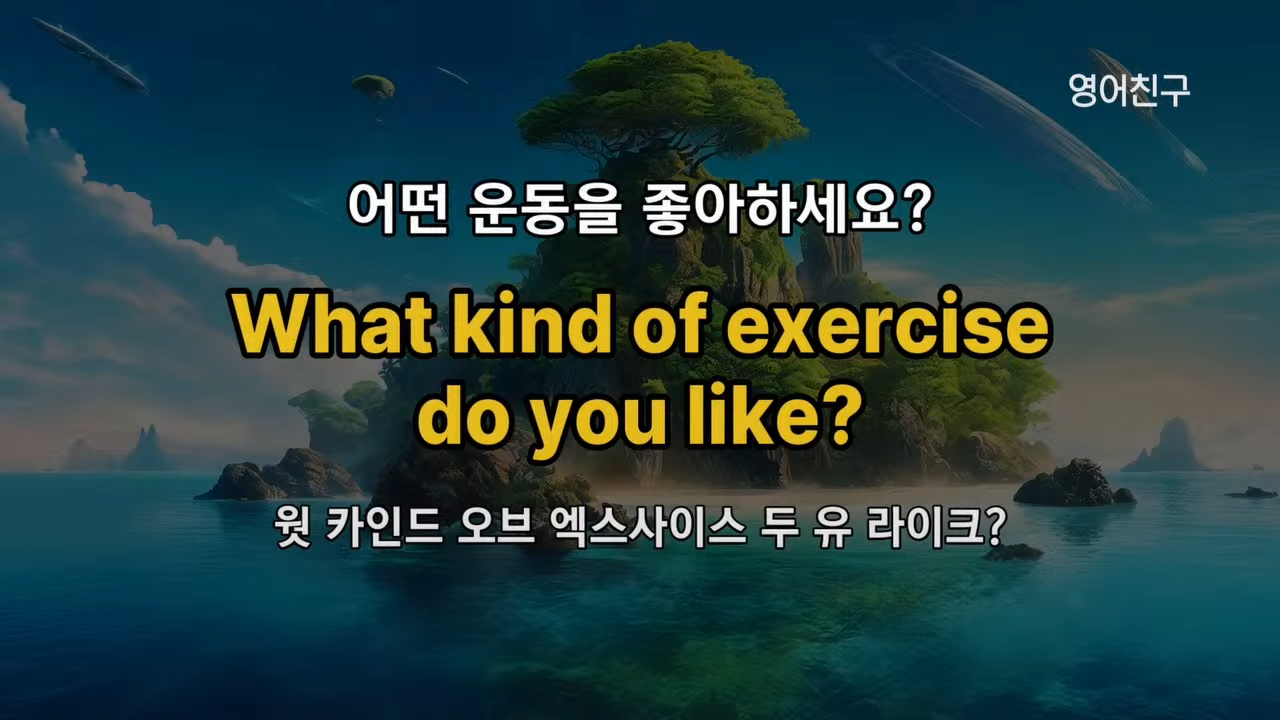 영어친구
어떤 운동을 좋아하세요?
What kind of exercise
do you like?
웟 카인드 오브 엑스사이스 두 유 라이크?